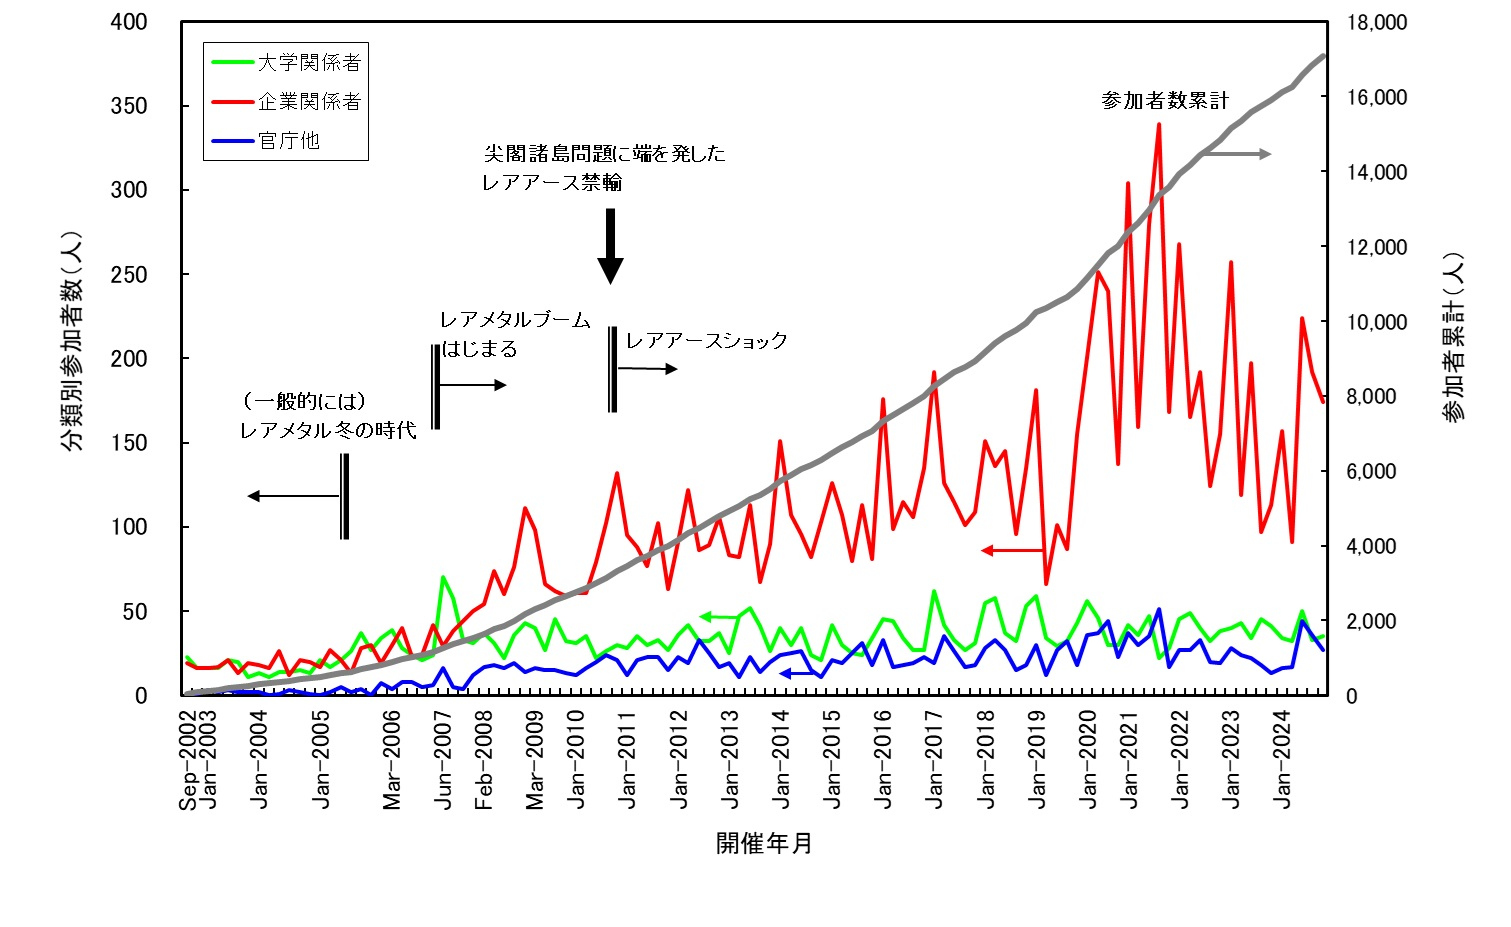 400
350
300
250
200
150
100
50
0
分類別参加者数(人)
大学関係者
企業関係者
官庁他
(一般的には)
レアメタル冬の時代
レアメタルブーム
はじまる
尖閣諸島問題に端を発した
レアアース禁輸
レアアースショック
参加者数累計
18,000
16,000
14,000
12,000
10,000
8,000
6,000
4,000
2,000
0
参加者累計(人)
Sep-2002
Jan-2003
Jan-2004
Jan-2005
Mar-2006
Jun-2007
Feb-2008
Mar-2009
Jan-2010
Jan-2011
Jan-2012
Jan-2013
Jan-2014
Jan-2015
Jan-2016
Jan-2017
Jan-2018
Jan-2019
Jan-2020
Jan-2021
Jan-2022
Jan-2023
Jan-2024
開催年月